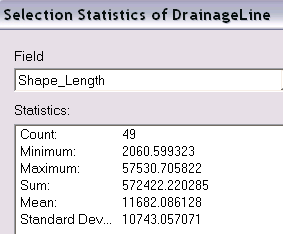 Selection Statistics of DrainageLine
Field
Shape_Length
Statistics:
Count: 49
Minimum: 2060.599323
Maximum: 57530.705822
Sum: 572422.220285
Mean: 11682.086128
Standard Dev... 10743.057071